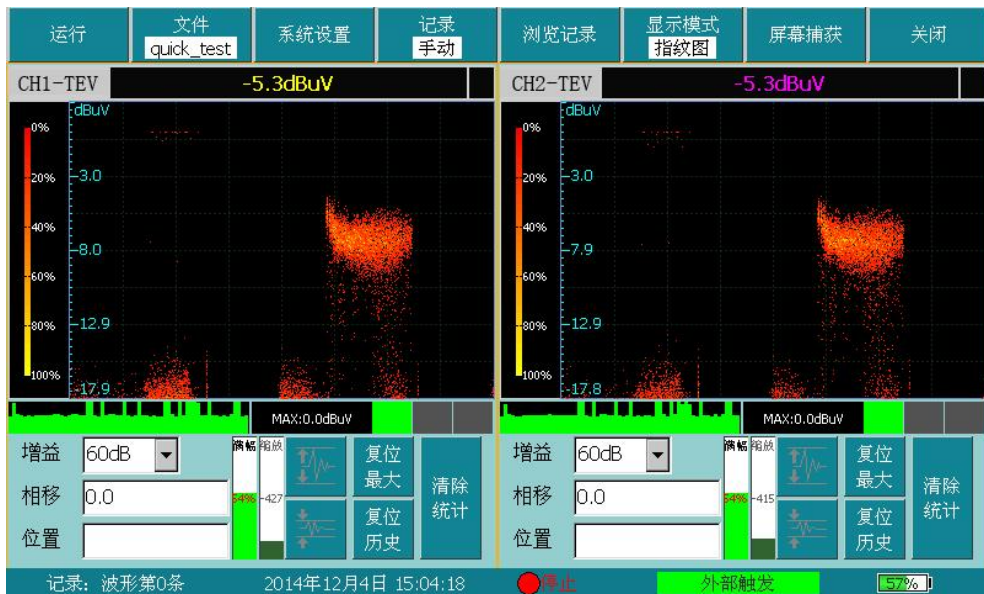 运行
文件
quick_test
系统设置
记录
手动
浏览记录
显示模式
指纹图
屏幕捕获
关闭
CH1-TEV
-5.3dBuV
dBuV
0%
20%
40%
60%
80%
100%
-3.0
-8.0
-12.9
-17.9
MAX:0.0dBuV
增益
60dB
相移
0.0
位置
满幅
缩放
54%
-427
复位
最大
复位
历史
清除
统计
CH2-TEV
-5.3dBuV
dBuV
0%
20%
40%
60%
80%
100%
-3.0
-7.9
-12.9
-17.8
MAX:0.0dBuV
增益
60dB
相移
0.0
位置
满幅
缩放
54%
-415
复位
最大
复位
历史
清除
统计
记录: 波形第0条
2014年12月4日 15:04:18
停止
外部触发
57%